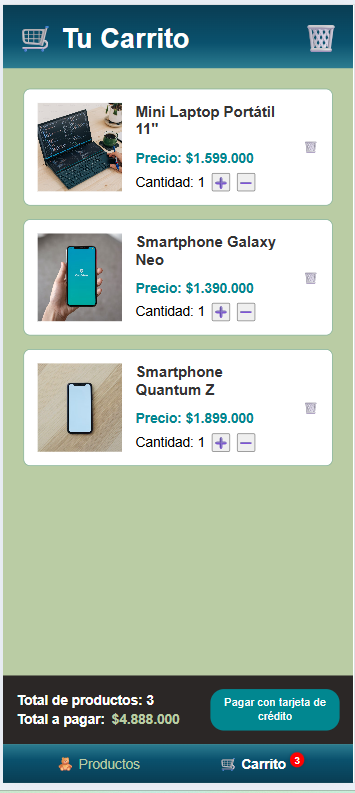 Tu Carrito
Mini Laptop Portátil
11"
Precio: $1.599.000
Cantidad: 1
Smartphone Galaxy
Neo
Precio: $1.390.000
Cantidad: 1
Smartphone
Quantum Z
Precio: $1.899.000
Cantidad: 1
Total de productos: 3
Total a pagar: $4.888.000
Pagar con tarjeta de
crédito
Productos
Carrito 3